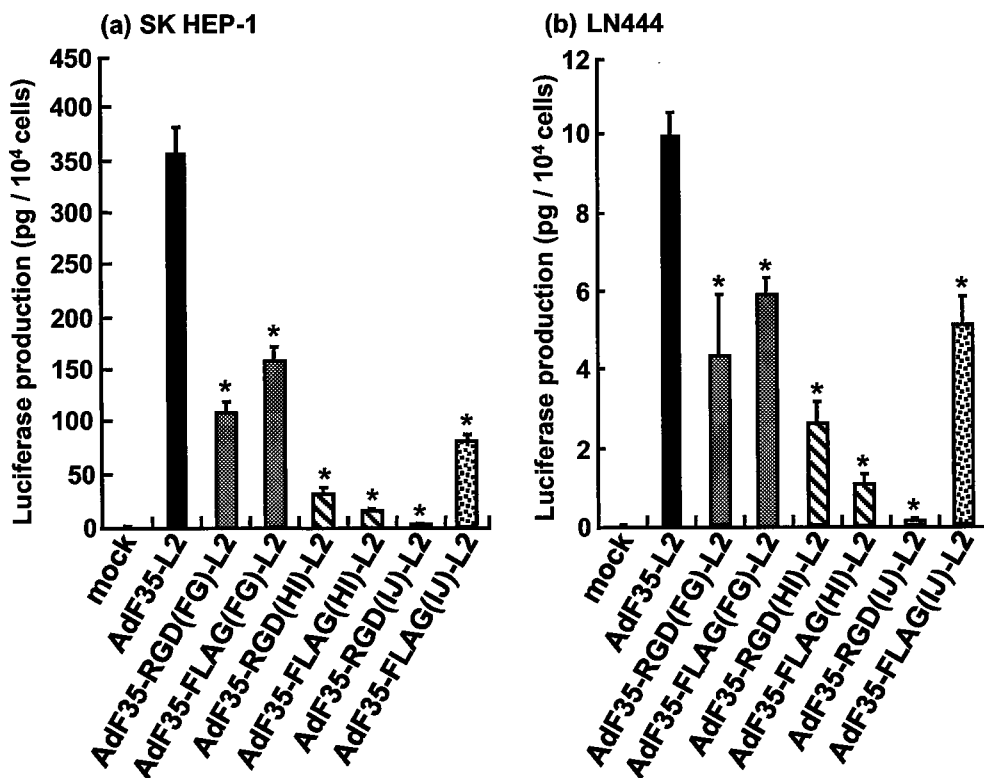 (a) SK HEP-1
Luciferase production (pg / 10⁴ cells)
450
400
350
300
250
200
150
100
50
0
* * * * * *
mock
AdF35-L2
AdF35-RGD(FG)-L2
AdF35-FLAG(FG)-L2
AdF35-RGD(HI)-L2
AdF35-FLAG(HI)-L2
AdF35-RGD(IJ)-L2
AdF35-FLAG(IJ)-L2
(b) LN444
Luciferase production (pg / 10⁴ cells)
12
10
8
6
4
2
0
* * * * * *
mock
AdF35-L2
AdF35-RGD(FG)-L2
AdF35-FLAG(FG)-L2
AdF35-RGD(HI)-L2
AdF35-FLAG(HI)-L2
AdF35-RGD(IJ)-L2
AdF35-FLAG(IJ)-L2